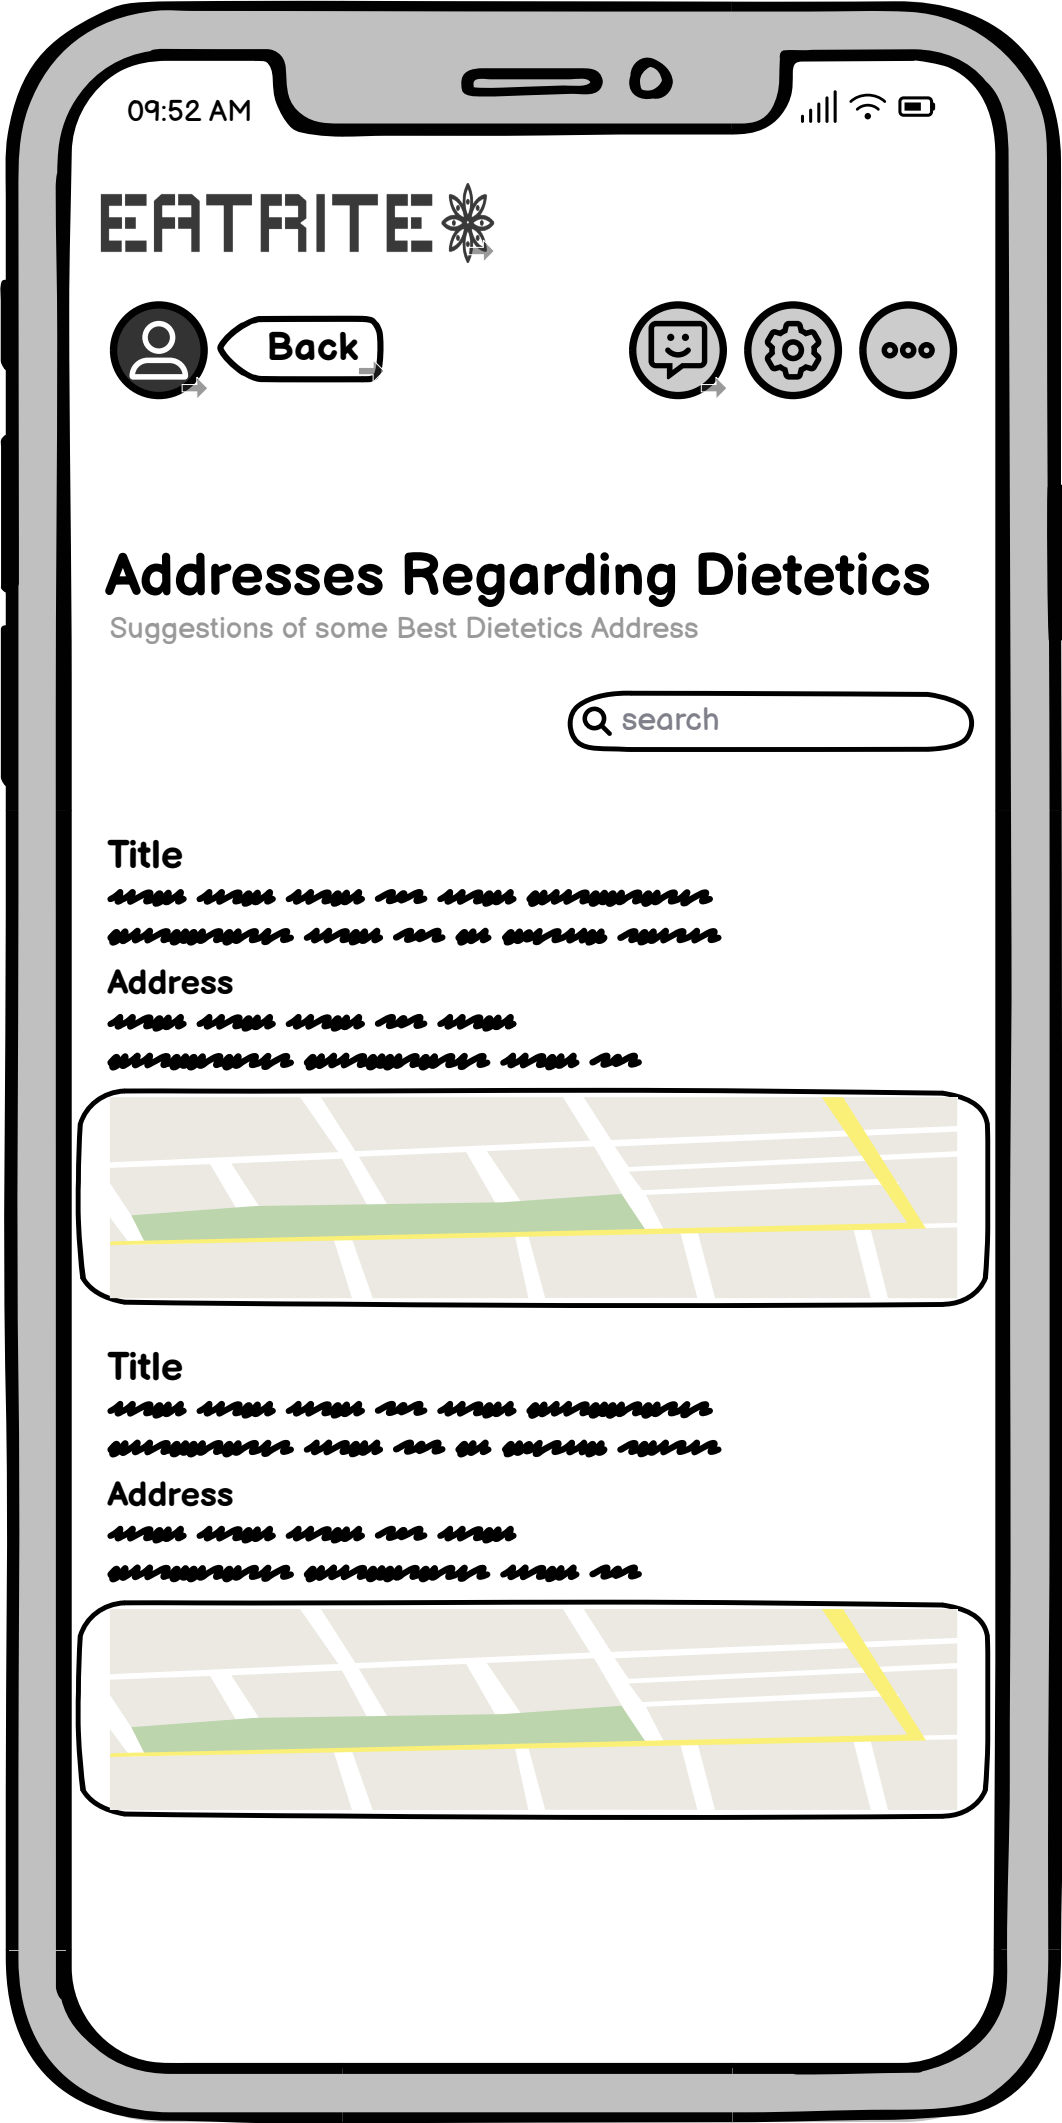 09:52 AM
EATRITE
Back
Addresses Regarding Dietetics
Suggestions of some Best Dietetics Address
search
Title
Address
Title
Address